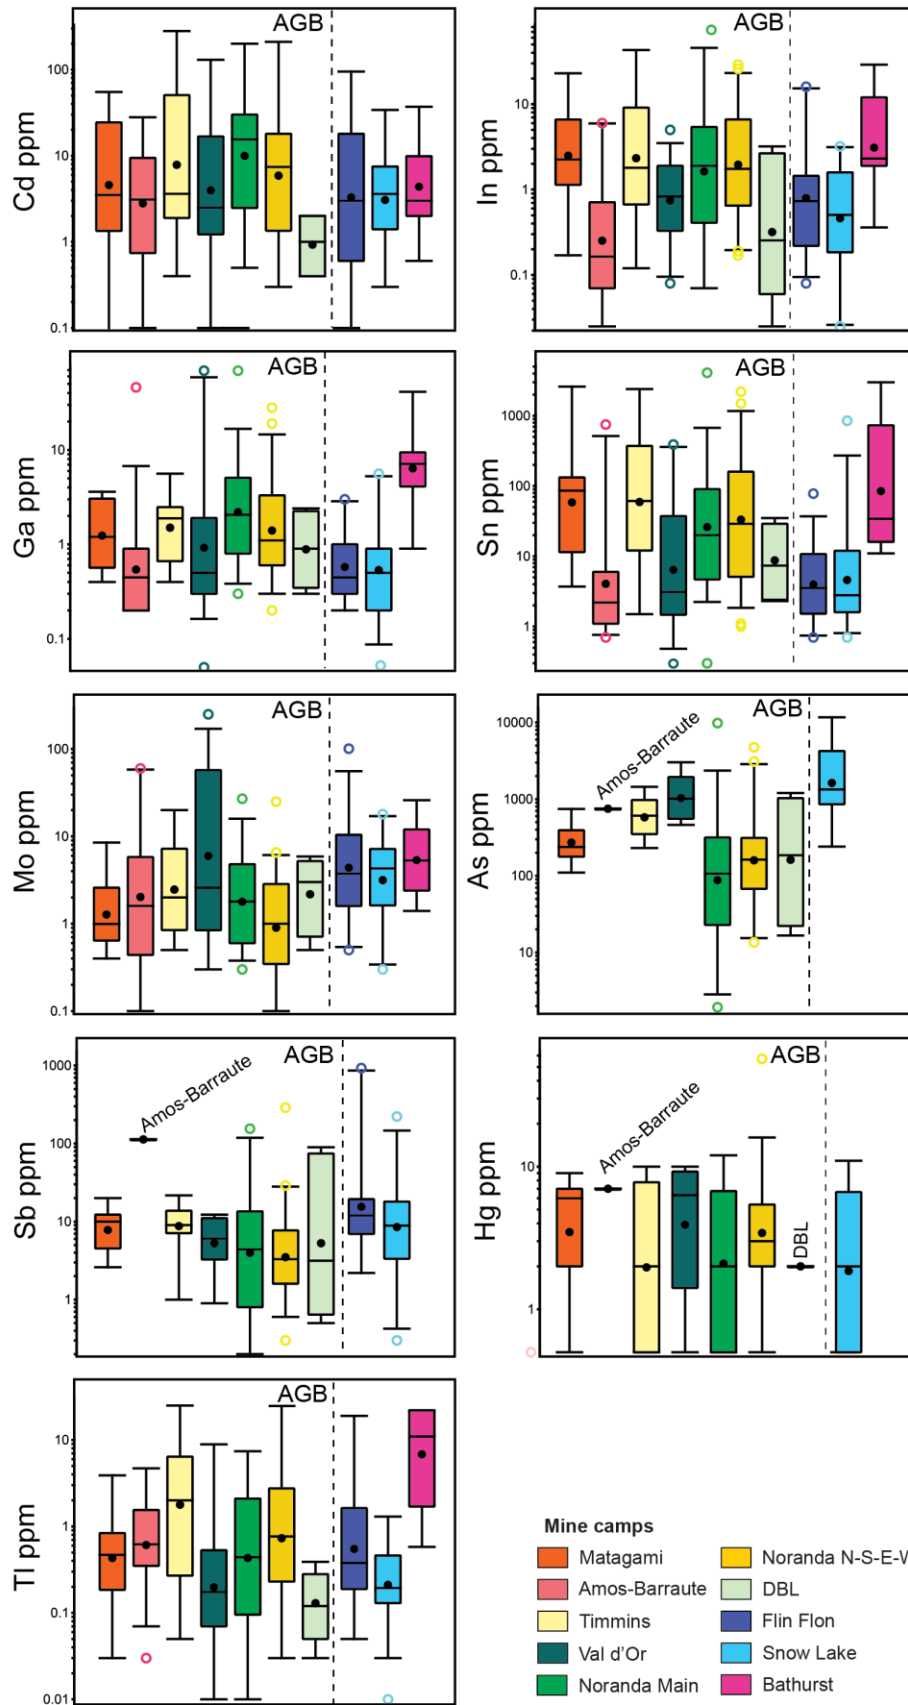 AGB
Cd ppm
100
10
1
0.1
AGB
In ppm
10
1
0.1
AGB
Ga ppm
10
1
0.1
AGB
Sn ppm
1000
100
10
1
AGB
Mo ppm
100
10
1
0.1
AGB
Amos-Barraute
As ppm
10000
1000
100
10
AGB
Amos-Barraute
Sb ppm
1000
100
10
1
AGB
Amos-Barraute
DBL
Hg ppm
10
1
AGB
Tl ppm
10
1
0.1
0.01
Mine camps
Matagami
Amos-Barraute
Timmins
Val d'Or
Noranda Main
Noranda N-S-E-W
DBL
Flin Flon
Snow Lake
Bathurst